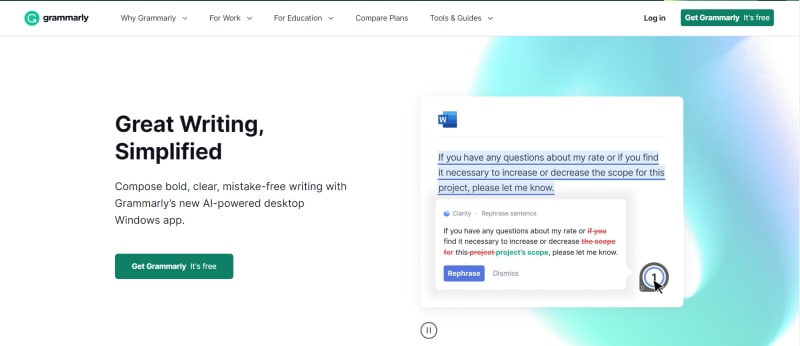 grammarly
Why Grammarly
For Work
For Education
Compare Plans
Tools & Guides
Log in
Get Grammarly It's free
Great Writing,
Simplified
Compose bold, clear, mistake-free writing with
Grammarly's new AI-powered desktop
Windows app.
Get Grammarly It's free
W
If you have any questions about my rate or if you find
it necessary to increase or decrease the scope for this
project, please let me know.
Clarity · Rephrase sentence
If you have any questions about my rate or if you
find it necessary to increase or decrease the scope
for this project project's scope, please let me know.
Rephrase
Dismiss
1